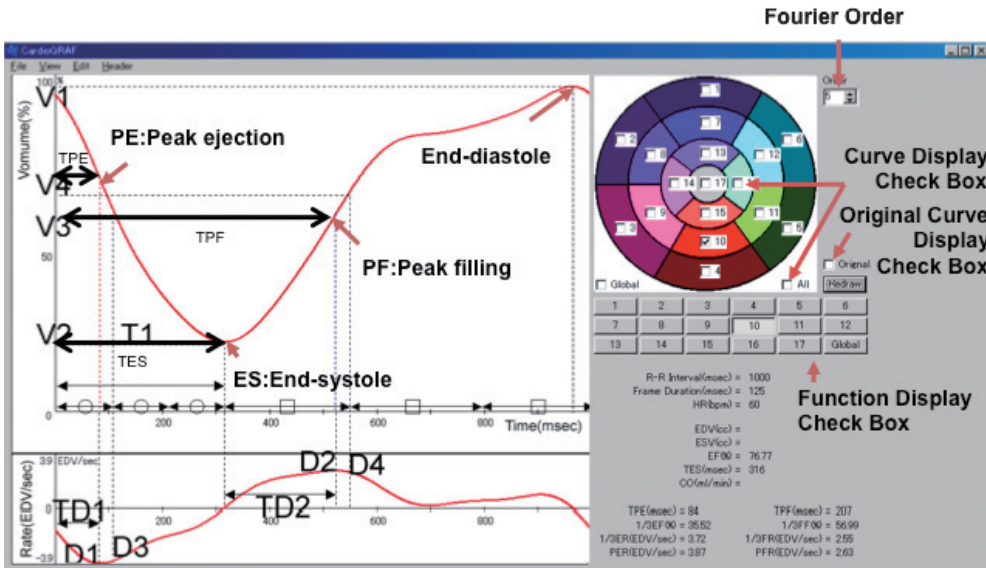 Fourier Order
CardioGRAF
File View Edit Header
100 %
V1
Vomume(%)
TPE
PE:Peak ejection
End-diastole
V4
V3
TPF
50
PF:Peak filling
V2
T1
TES
ES:End-systole
0
200
400
600
800
Time(msec)
3.9
EDV/sec)
Rate(EDV/sec)
D2
D4
TD1
TD2
0
200
400
600
800
D1
D3
-3.9
Order
5
1
2
7
6
8
13
12
14
17
3
9
15
11
5
10
4
Global
All
Curve Display
Check Box
Original Curve
Display
Check Box
Orignal
Redraw
1 2 3 4 5 6
7 8 9 10 11 12
13 14 15 16 17 Global
Function Display
Check Box
R-R Interval(msec) = 1000
Frame Duration(msec) = 125
HR(bpm) = 60
EDV(cc) =
ESV(cc) =
EF(%) = 76.77
TES(msec) = 316
CO(ml/min) =
TPE(msec) = 84 TPF(msec) = 207
1/3EF(%) = 35.52 1/3FF(%) = 56.99
1/3ER(EDV/sec) = 3.72 1/3FR(EDV/sec) = 2.55
PER(EDV/sec) = 3.87 PFR(EDV/sec) = 2.63